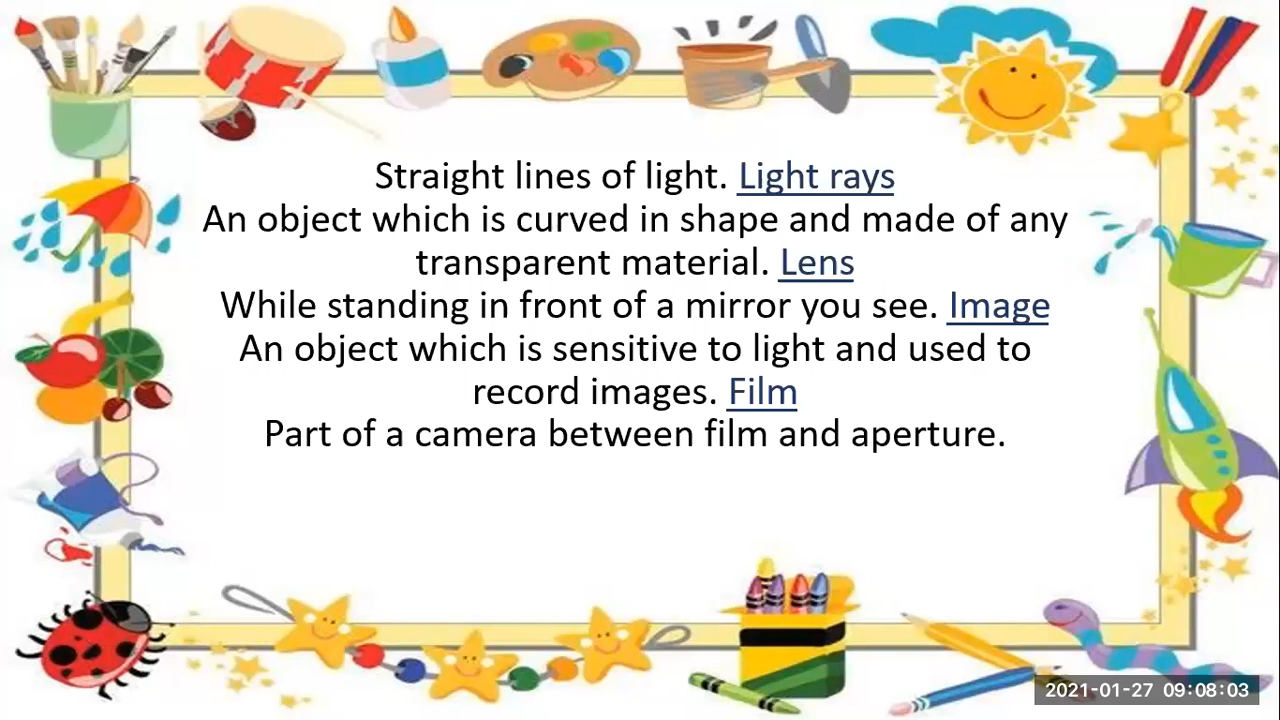 Straight lines of light. Light rays
An object which is curved in shape and made of any
transparent material. Lens
While standing in front of a mirror you see. Image
An object which is sensitive to light and used to
record images. Film
Part of a camera between film and aperture.
2021-01-27 09:08:03